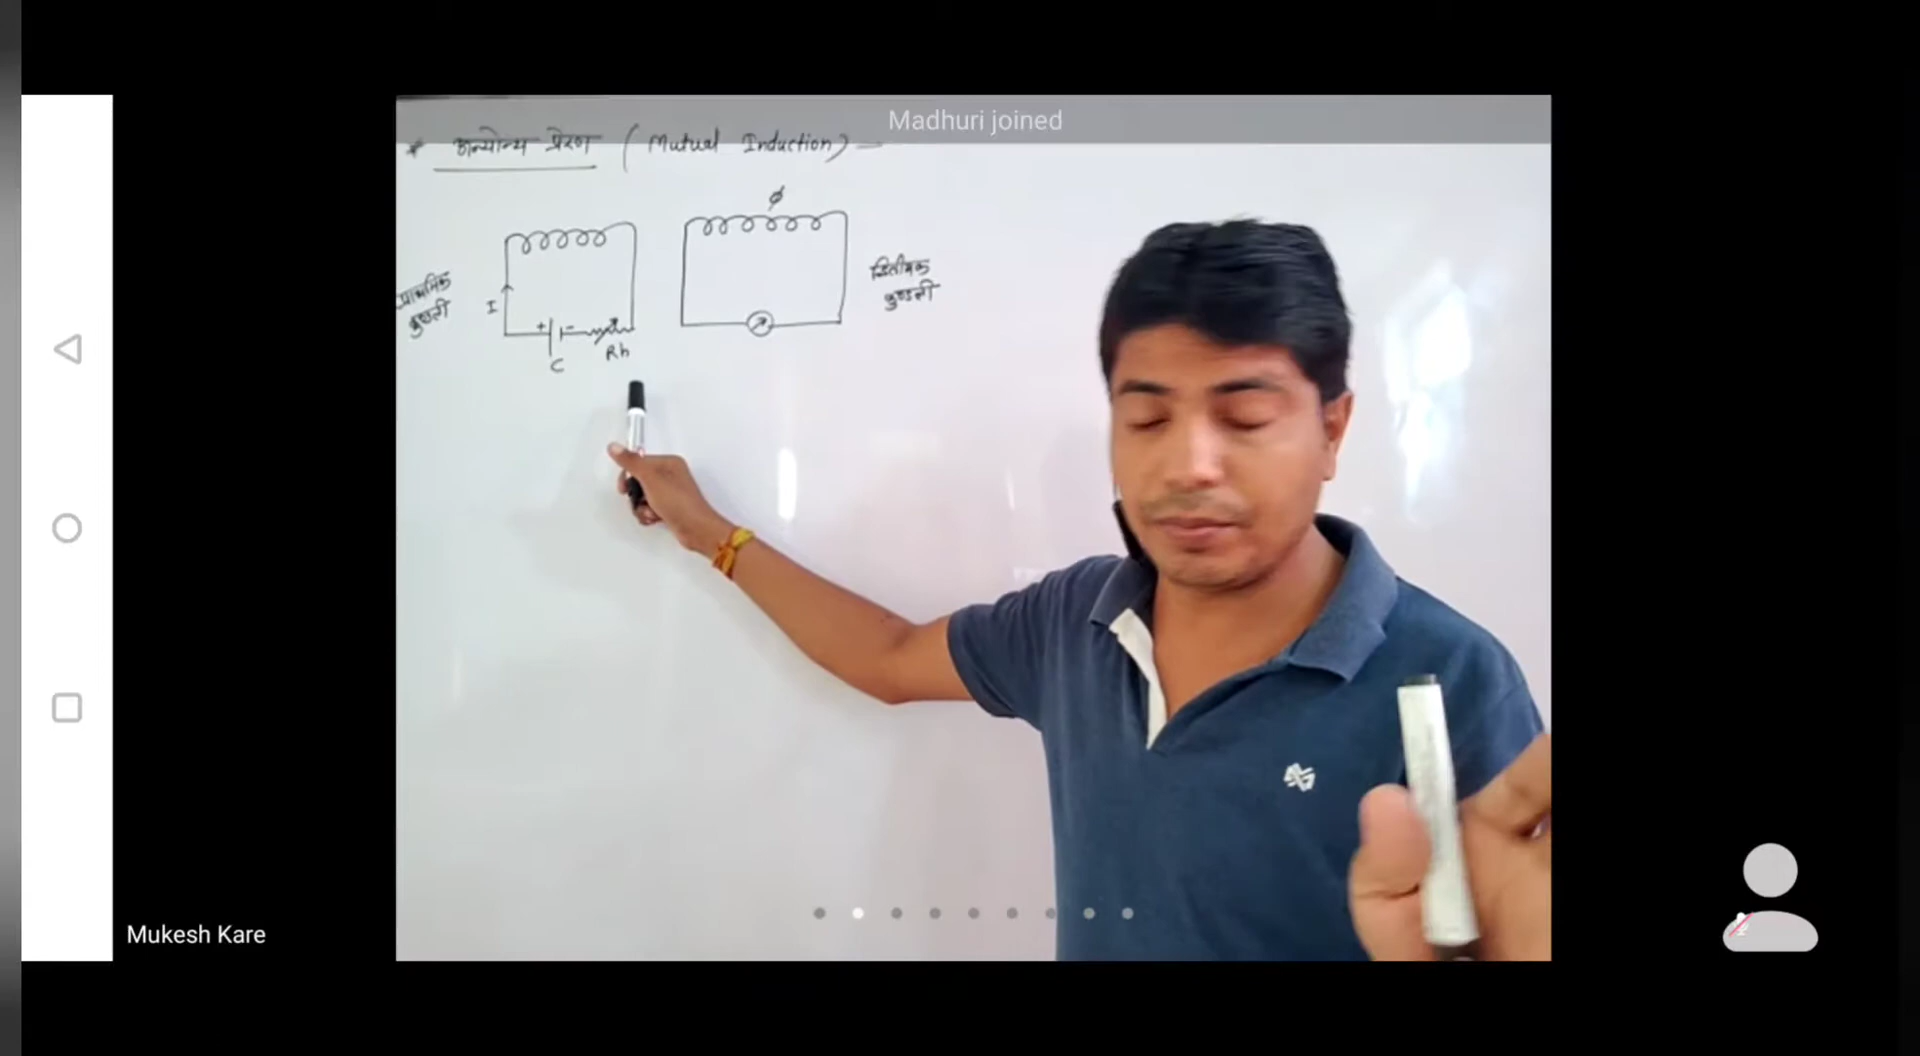 Madhuri joined
* अन्योन्य प्रेरण ( Mutual Induction ) —
ϕ
प्राथमिक
कुण्डली
I
+ -
C
Rh
द्वितीयक
कुण्डली
Mukesh Kare